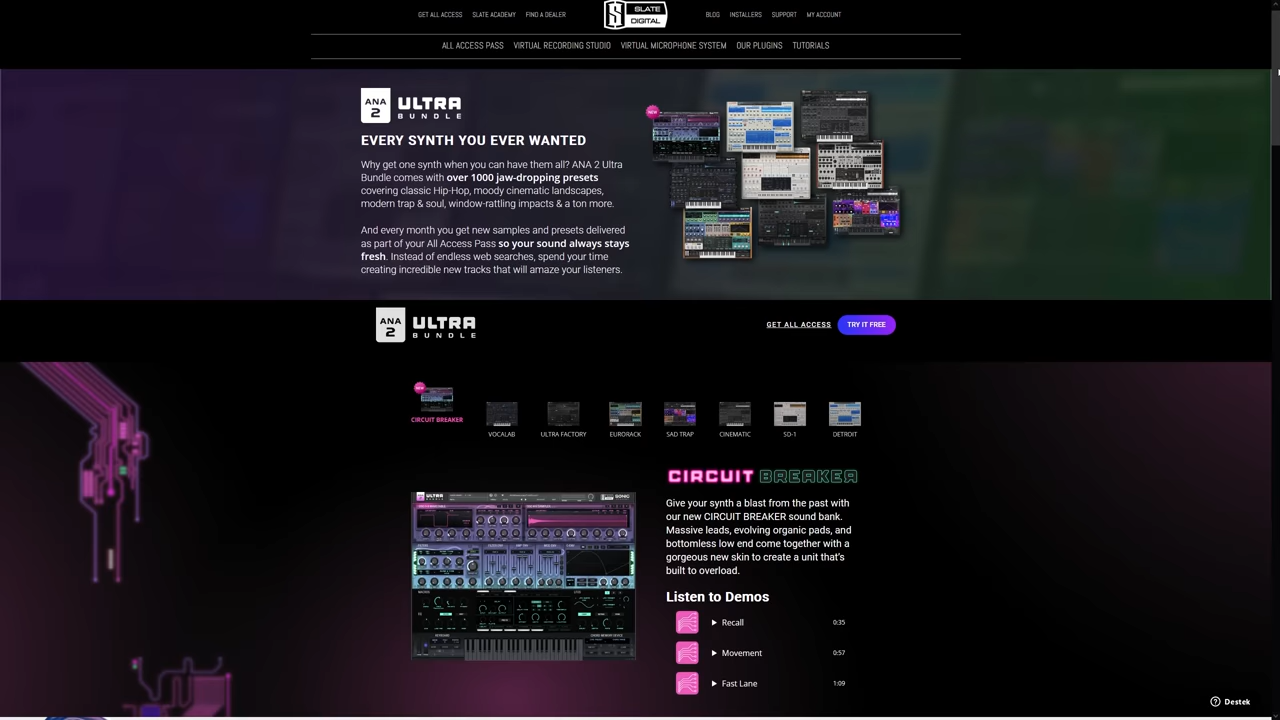 GET ALL ACCESS SLATE ACADEMY FIND A DEALER
SLATE DIGITAL
BLOG INSTALLERS SUPPORT MY ACCOUNT
ALL ACCESS PASS VIRTUAL RECORDING STUDIO VIRTUAL MICROPHONE SYSTEM OUR PLUGINS TUTORIALS
ANA 2 ULTRA BUNDLE
EVERY SYNTH YOU EVER WANTED
Why get one synth when you can have them all? ANA 2 Ultra
Bundle comes with over 1000 jaw-dropping presets
covering classic Hip-Hop, moody cinematic landscapes,
modern trap & soul, window-rattling impacts & a ton more.
And every month you get new samples and presets delivered
as part of your All Access Pass so your sound always stays
fresh. Instead of endless web searches, spend your time
creating incredible new tracks that will amaze your listeners.
NEW
ANA 2 ULTRA BUNDLE
GET ALL ACCESS TRY IT FREE
NEW
CIRCUIT BREAKER
VOCALAB ULTRA FACTORY EURORACK SAD TRAP CINEMATIC SD-1 DETROIT
CIRCUIT BREAKER
Give your synth a blast from the past with
our new CIRCUIT BREAKER sound bank.
Massive leads, evolving organic pads, and
bottomless low end come together with a
gorgeous new skin to create a unit that's
built to overload.
Listen to Demos
Recall 0:35
Movement 0:57
Fast Lane 1:09
Destek